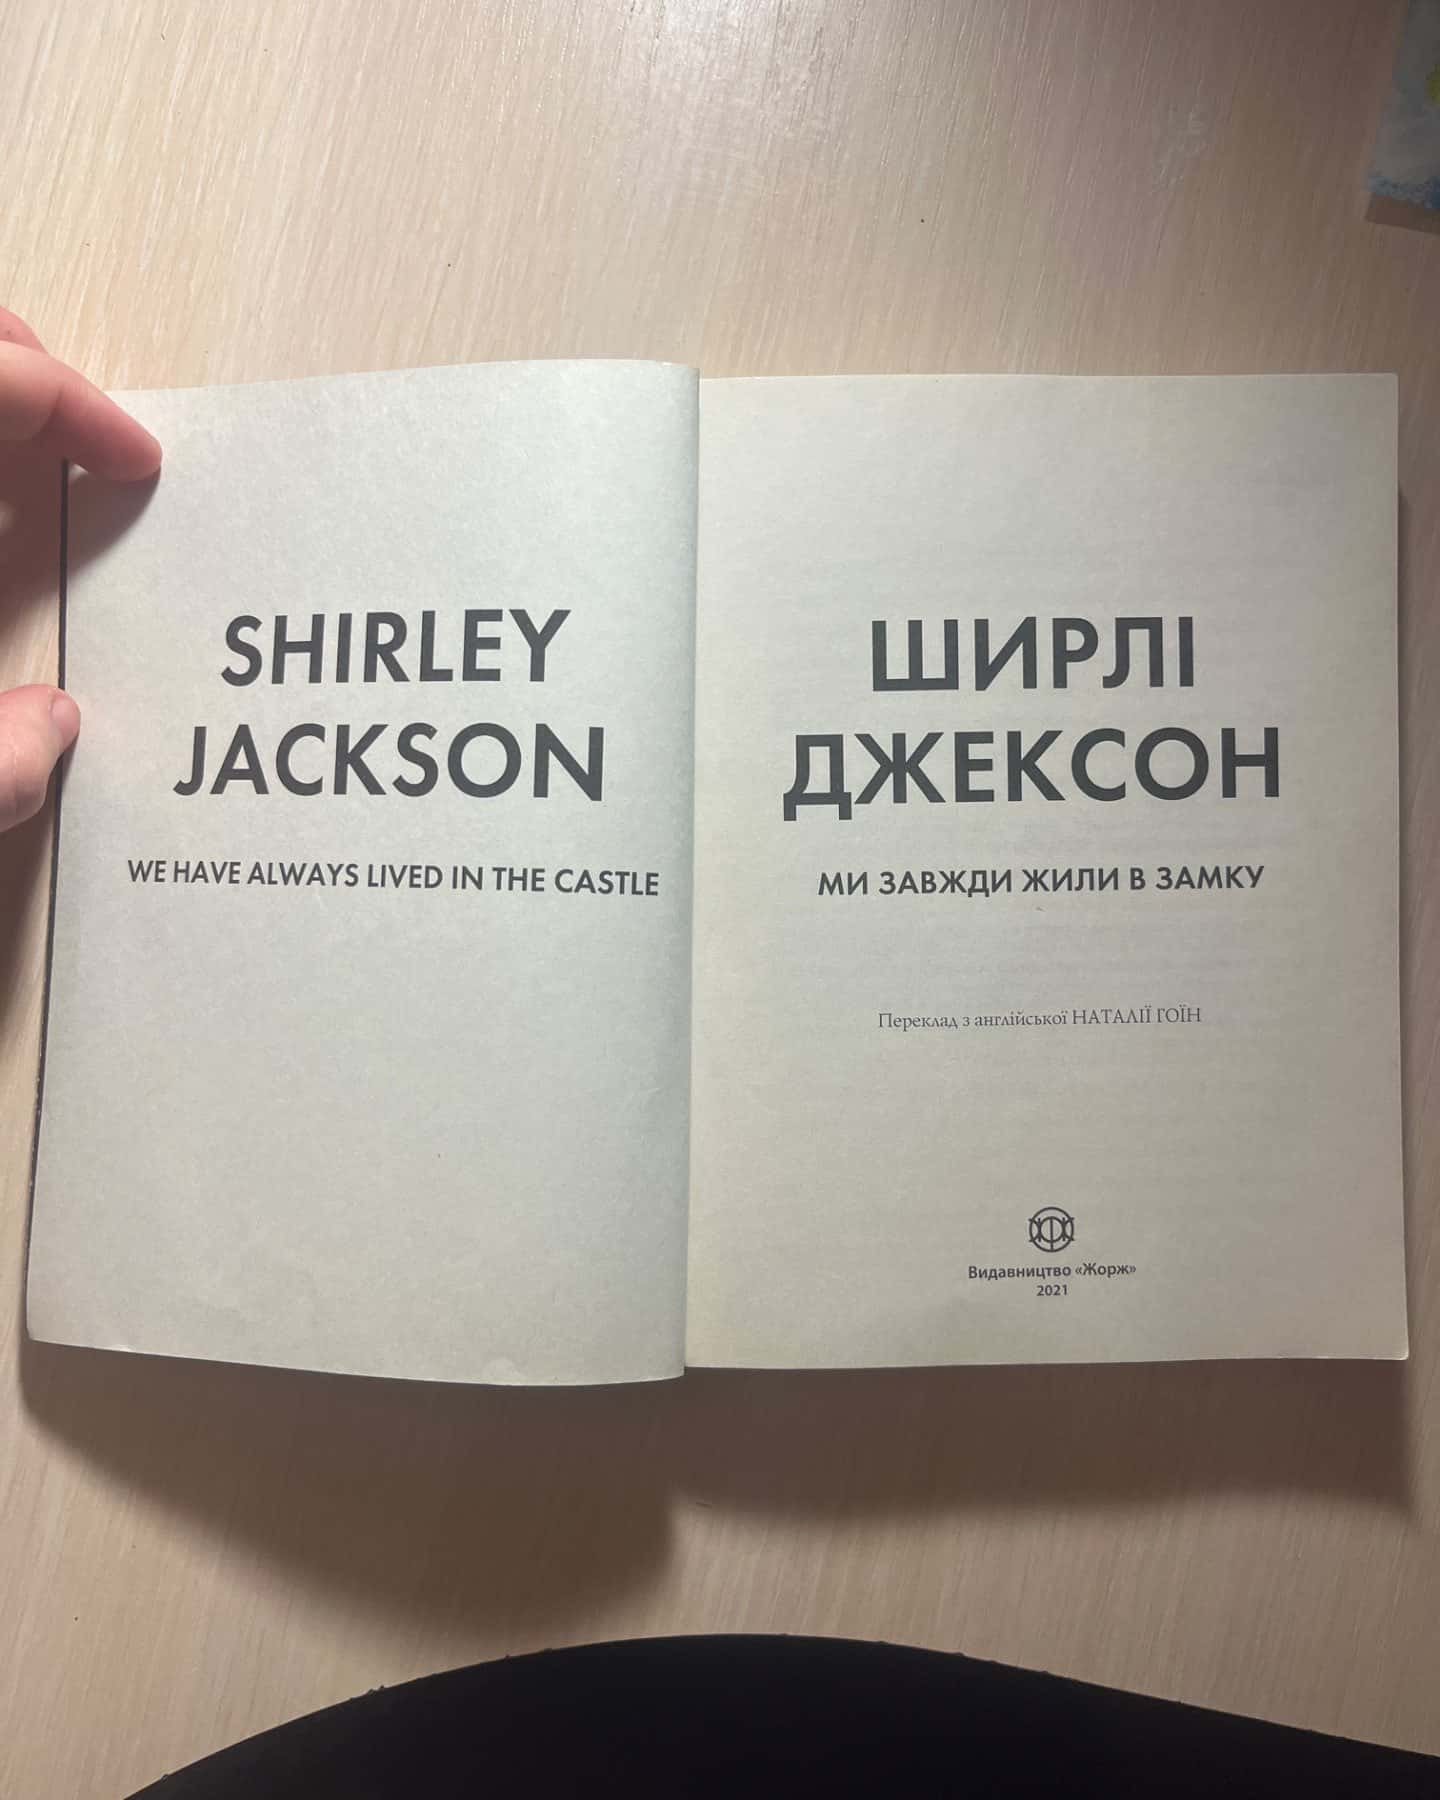 SHIRLEY
JACKSON
WE HAVE ALWAYS LIVED IN THE CASTLE
ШИРЛІ
ДЖЕКСОН
МИ ЗАВЖДИ ЖИЛИ В ЗАМКУ
Переклад з англійської НАТАЛІЇ ГОЇН
Видавництво «Жорж»
2021